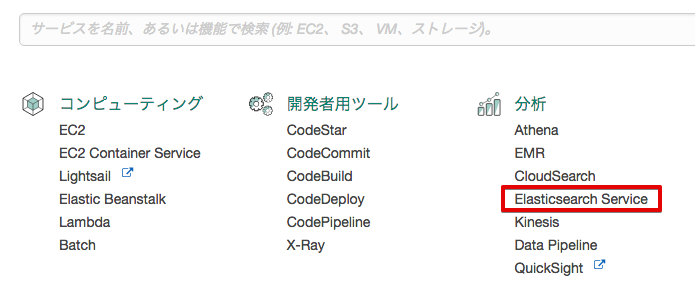 サービスを名前、あるいは機能で検索 (例: EC2、 S3、 VM、ストレージ)。
コンピューティング
EC2
EC2 Container Service
Lightsail
Elastic Beanstalk
Lambda
Batch
開発者用ツール
CodeStar
CodeCommit
CodeBuild
CodeDeploy
CodePipeline
X-Ray
分析
Athena
EMR
CloudSearch
Elasticsearch Service
Kinesis
Data Pipeline
QuickSight